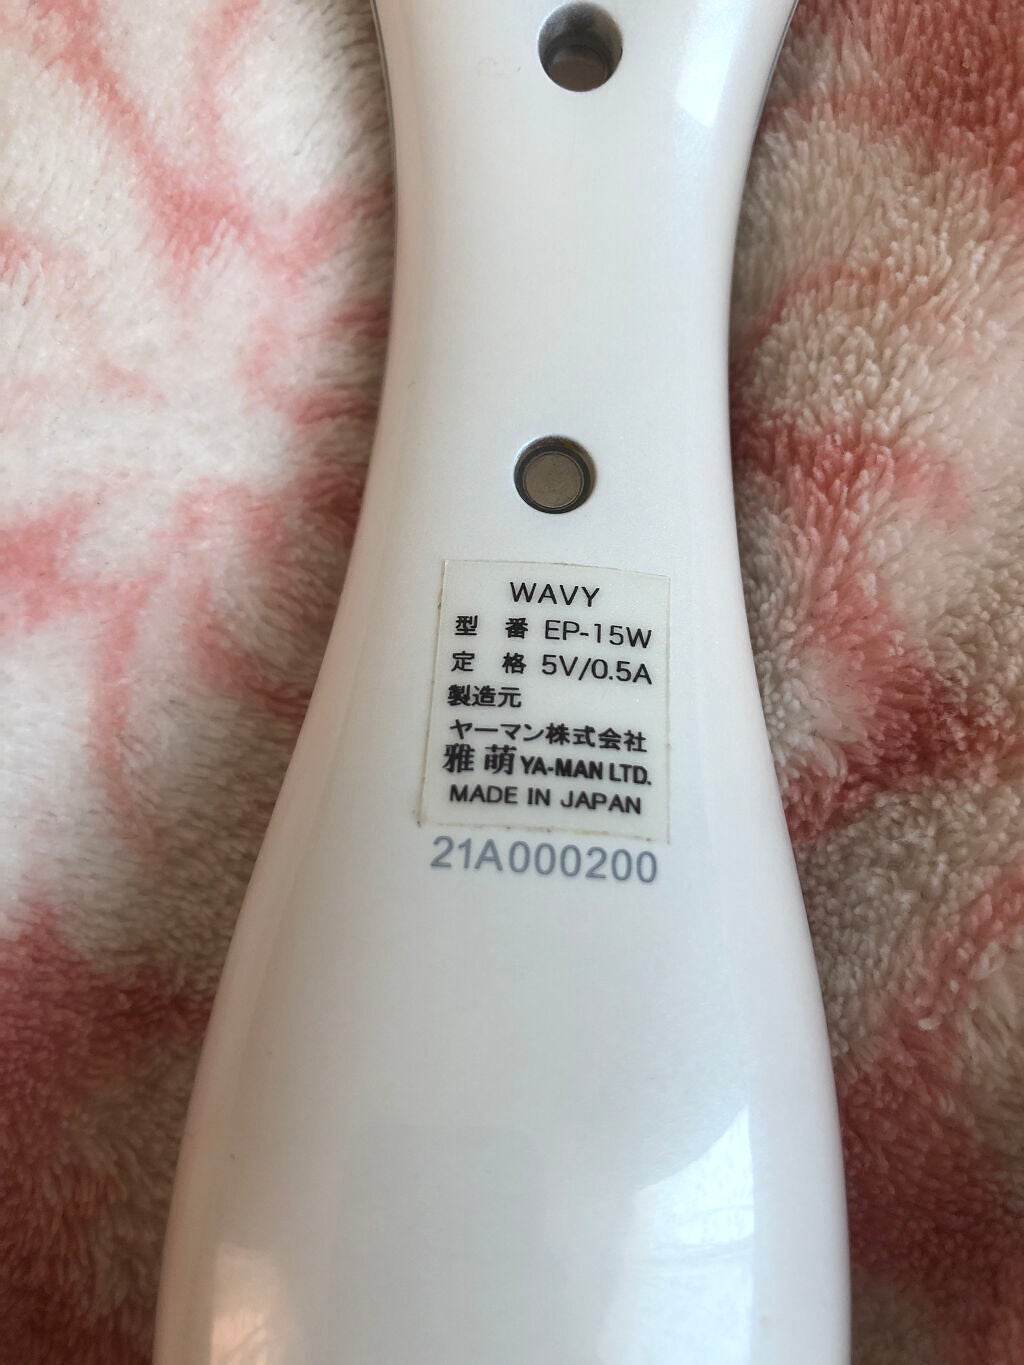 WAVY
型 番 EP-15W
定 格 5V/0.5A
製造元
ヤーマン株式会社
雅 萌 YA-MAN LTD.
MADE IN JAPAN
21A000200